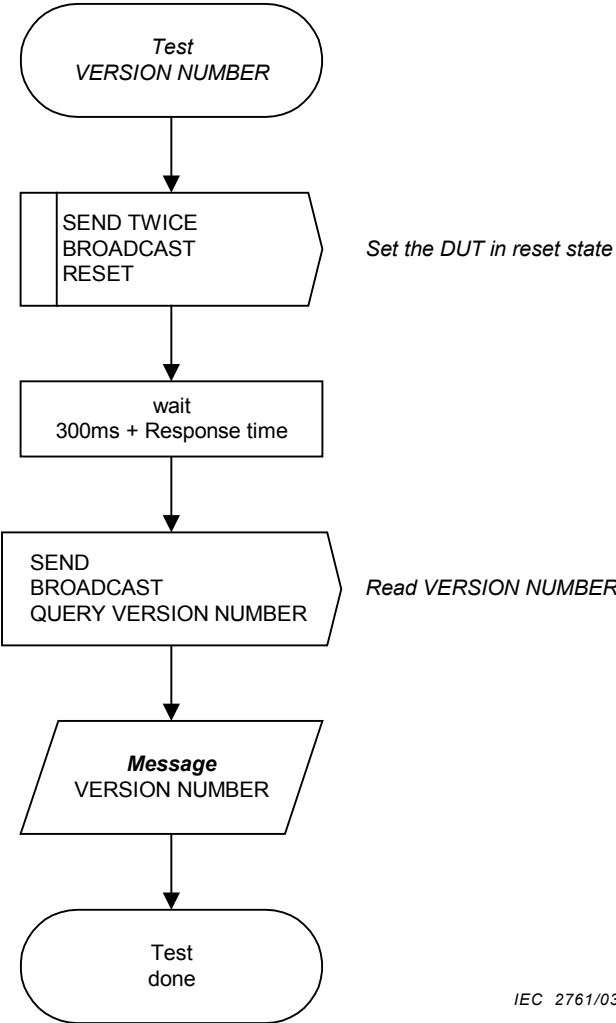 Test
VERSION NUMBER
SEND TWICE
BROADCAST
RESET
Set the DUT in reset state
wait
300ms + Response time
SEND
BROADCAST
QUERY VERSION NUMBER
Read VERSION NUMBER
Message
VERSION NUMBER
Test
done
IEC 2761/03